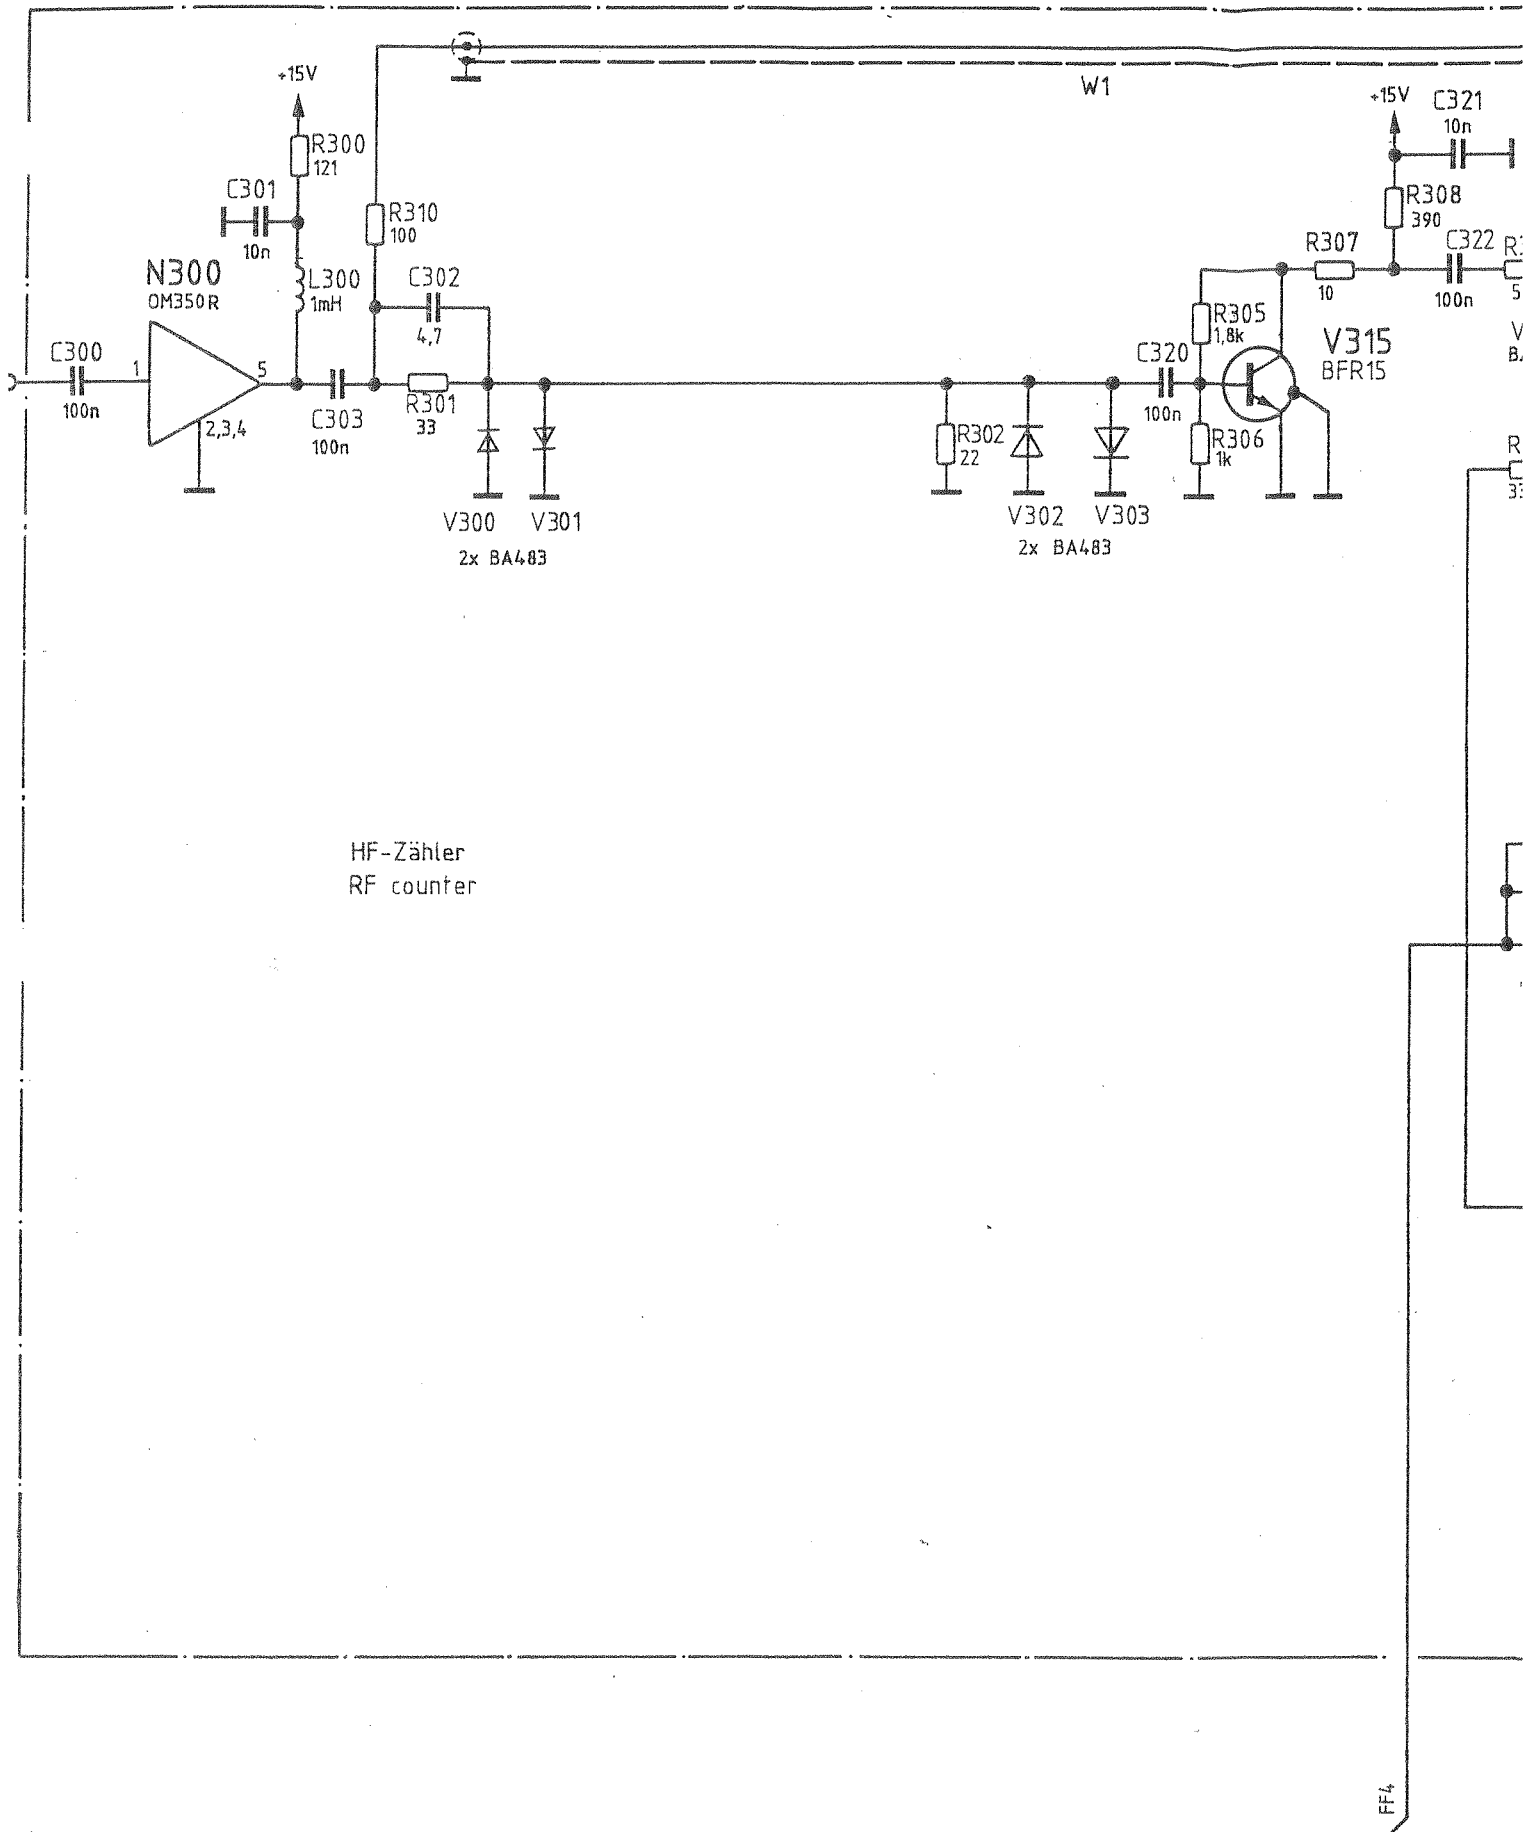 W1
+15V
R300
121
C301
10n
L300
1mH
R310
100
C302
4,7
N300
OM350R
C300
100n
1
5
2,3,4
C303
100n
R301
33
V300
V301
2x BA483
R302
22
V302
V303
2x BA483
C320
100n
R305
1,8k
R306
1k
V315
BFR15
R307
10
+15V
R308
390
C321
10n
C322
100n
5
HF-Zähler
RF counter
FF4